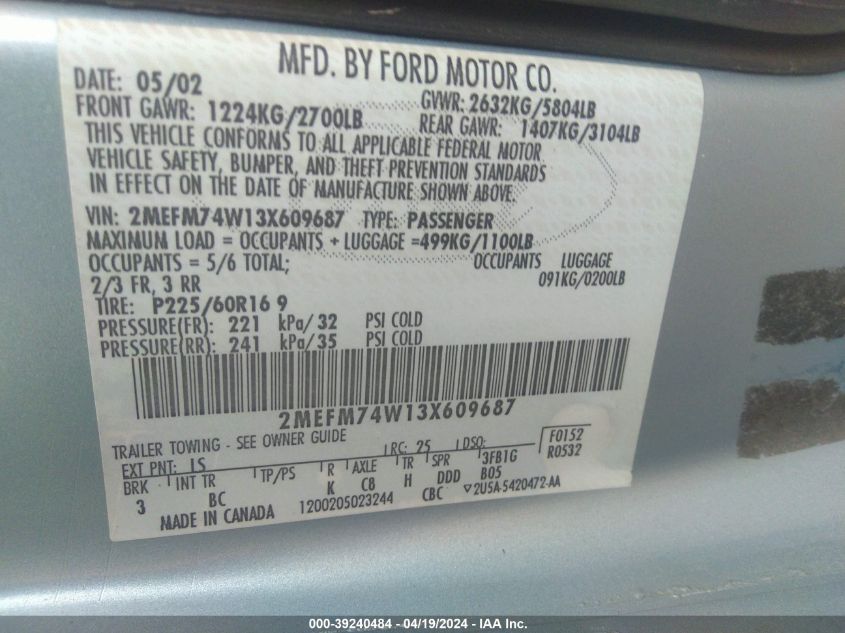 MFD. BY FORD MOTOR CO.
DATE: 05/02
GVWR: 2632KG/5804LB
FRONT GAWR: 1224KG/2700LB
REAR GAWR: 1407KG/3104LB
THIS VEHICLE CONFORMS TO ALL APPLICABLE FEDERAL MOTOR
VEHICLE SAFETY, BUMPER, AND THEFT PREVENTION STANDARDS
IN EFFECT ON THE DATE OF MANUFACTURE SHOWN ABOVE.
VIN: 2MEFM74W13X609687 TYPE: PASSENGER
MAXIMUM LOAD = OCCUPANTS + LUGGAGE =499KG/1100LB
OCCUPANTS = 5/6 TOTAL; OCCUPANTS LUGGAGE
2/3 FR, 3 RR 091KG/0200LB
TIRE: P225/60R16 9
PRESSURE(FR): 221 kPa/32 PSI COLD
PRESSURE(RR): 241 kPa/35 PSI COLD
2MEFM74W13X609687
TRAILER TOWING - SEE OWNER GUIDE
EXT PNT: LS RC: 25 DSO: F0152
BRK INT TR TP/PS R AXLE TR SPR 3FB1G R0532
3 BC K C8 H DDD B05
MADE IN CANADA 1200205023244 CBC ▽2U5A-5420472-AA
000-39240484 - 04/19/2024 - IAA Inc.